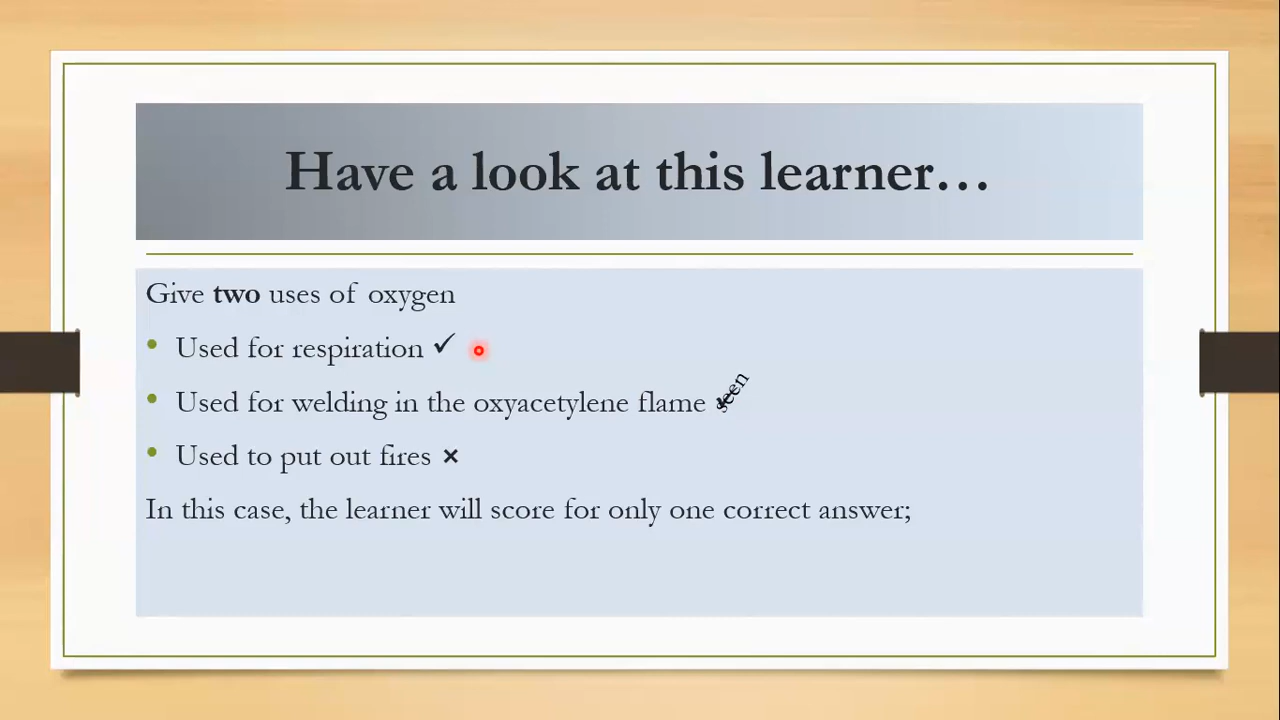 Have a look at this learner…
Give two uses of oxygen
• Used for respiration ✓
• Used for welding in the oxyacetylene flame seen
• Used to put out fires ×
In this case, the learner will score for only one correct answer;